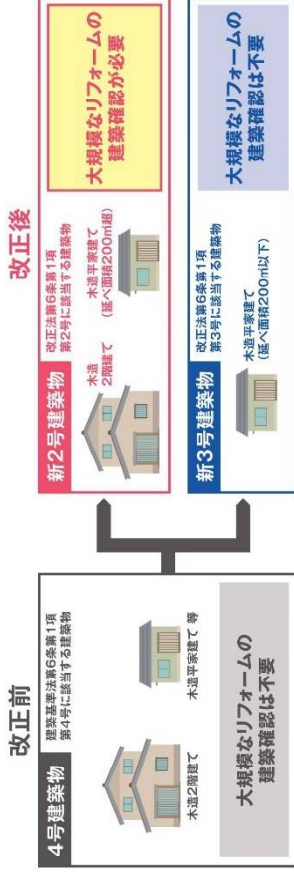 改正前
4号建築物
建築基準法第6条第1項
第4号に該当する建築物
木造2階建て
木造平家建て 等
大規模なリフォームの
建築確認は不要
改正後
新2号建築物
改正法第6条第1項
第2号に該当する建築物
木造
2階建て
木造平家建て
(延べ面積200㎡超)
大規模なリフォームの
建築確認が必要
新3号建築物
改正法第6条第1項
第3号に該当する建築物
木造平家建て
(延べ面積200㎡以下)
大規模なリフォームの
建築確認は不要